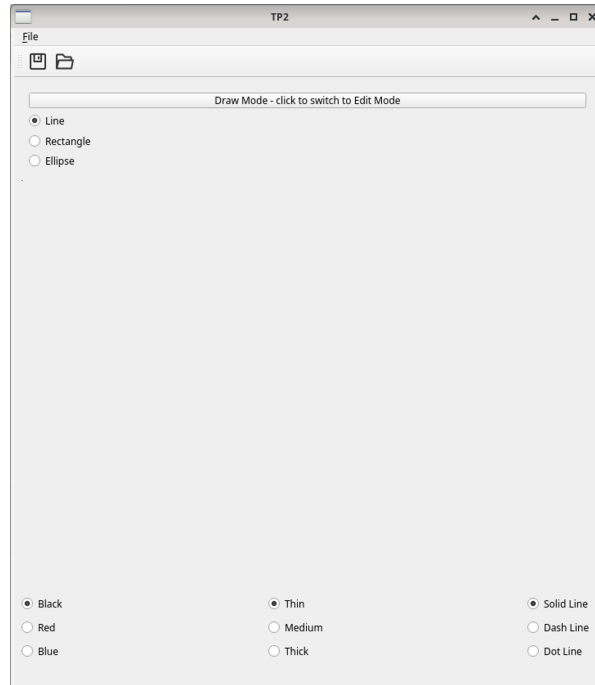 TP2
File
Draw Mode - click to switch to Edit Mode
Line
Rectangle
Ellipse
Black Thin Solid Line
Red Medium Dash Line
Blue Thick Dot Line